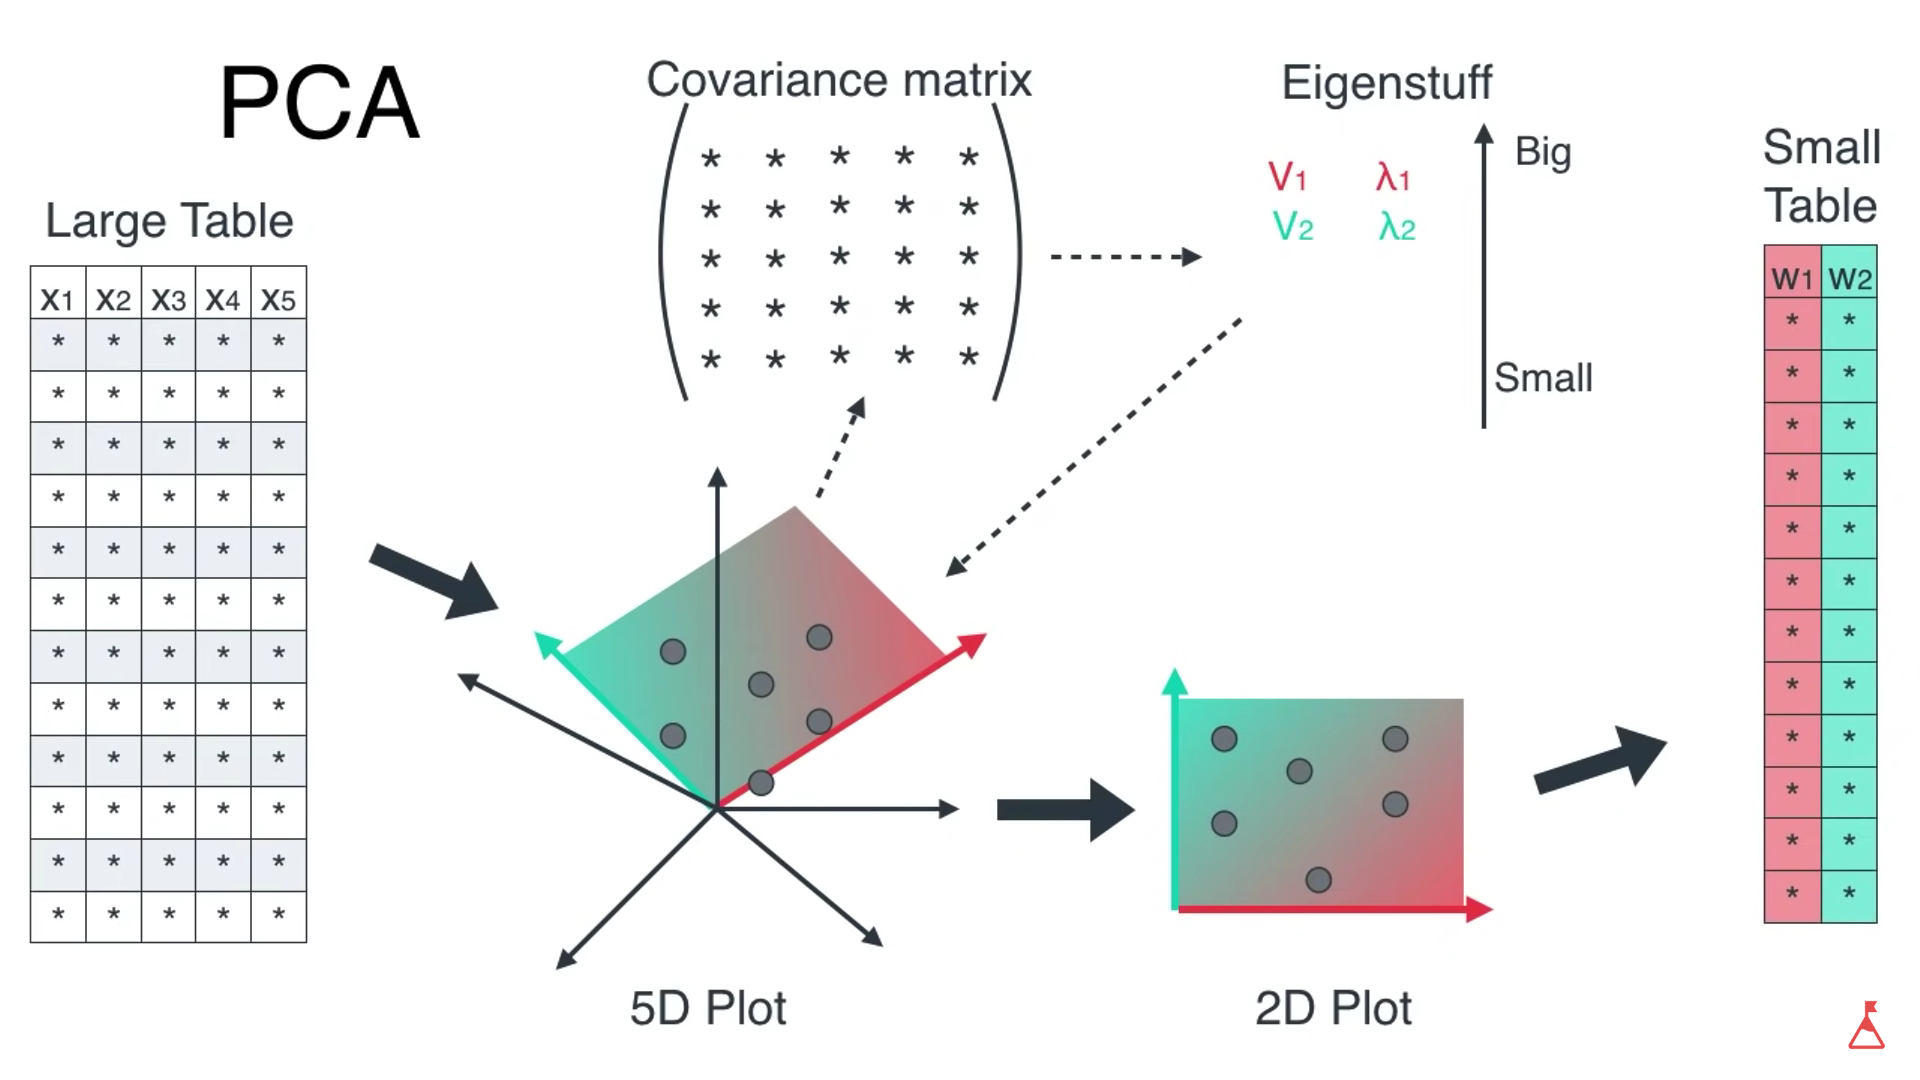 PCA
Large Table
X1 X2 X3 X4 X5
* * * * *
* * * * *
* * * * *
* * * * *
* * * * *
* * * * *
* * * * *
* * * * *
* * * * *
* * * * *
* * * * *
* * * * *
Covariance matrix
* * * * *
* * * * *
* * * * *
* * * * *
* * * * *
Eigenstuff
Big
V1 λ1
V2 λ2
Small
5D Plot
2D Plot
Small
Table
W1 W2
* *
* *
* *
* *
* *
* *
* *
* *
* *
* *
* *
* *